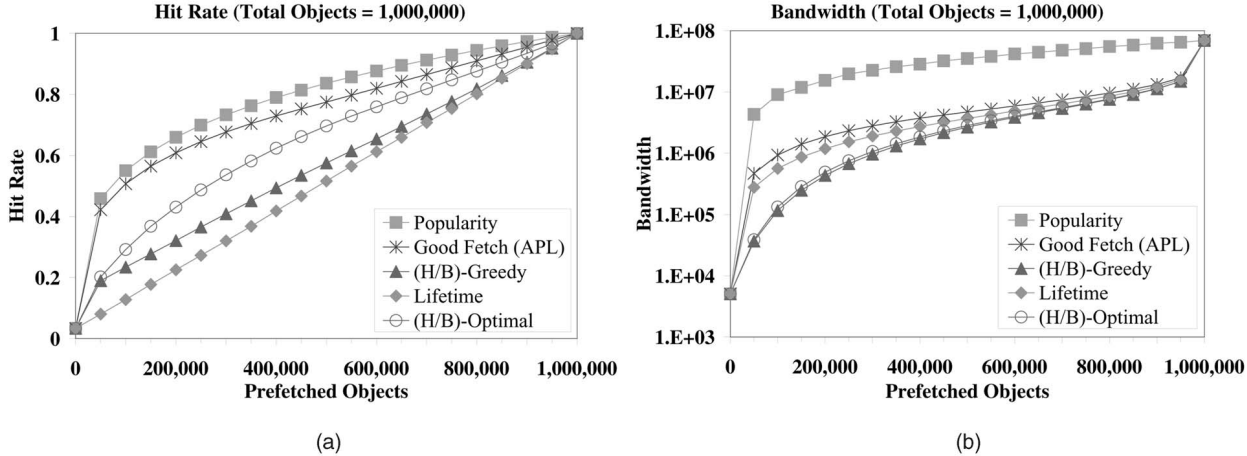 Hit Rate (Total Objects = 1,000,000)
1
0.8
0.6
0.4
0.2
0
Hit Rate
Popularity
Good Fetch (APL)
(H/B)-Greedy
Lifetime
(H/B)-Optimal
0 200,000 400,000 600,000 800,000 1,000,000
Prefetched Objects
(a)
Bandwidth (Total Objects = 1,000,000)
1.E+08
1.E+07
1.E+06
1.E+05
1.E+04
1.E+03
Bandwidth
Popularity
Good Fetch (APL)
(H/B)-Greedy
Lifetime
(H/B)-Optimal
0 200,000 400,000 600,000 800,000 1,000,000
Prefetched Objects
(b)